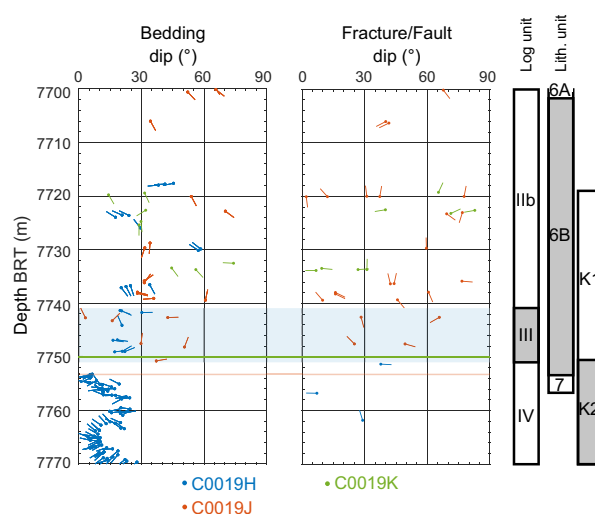 Bedding
dip (°)
Fracture/Fault
dip (°)
Log unit
Lith. unit
0 30 60 90
0 30 60 90
7700
7710
7720
7730
7740
7750
7760
7770
Depth BRT (m)
IIb
III
IV
6A
6B
7
K1
K2
C0019H
C0019J
C0019K